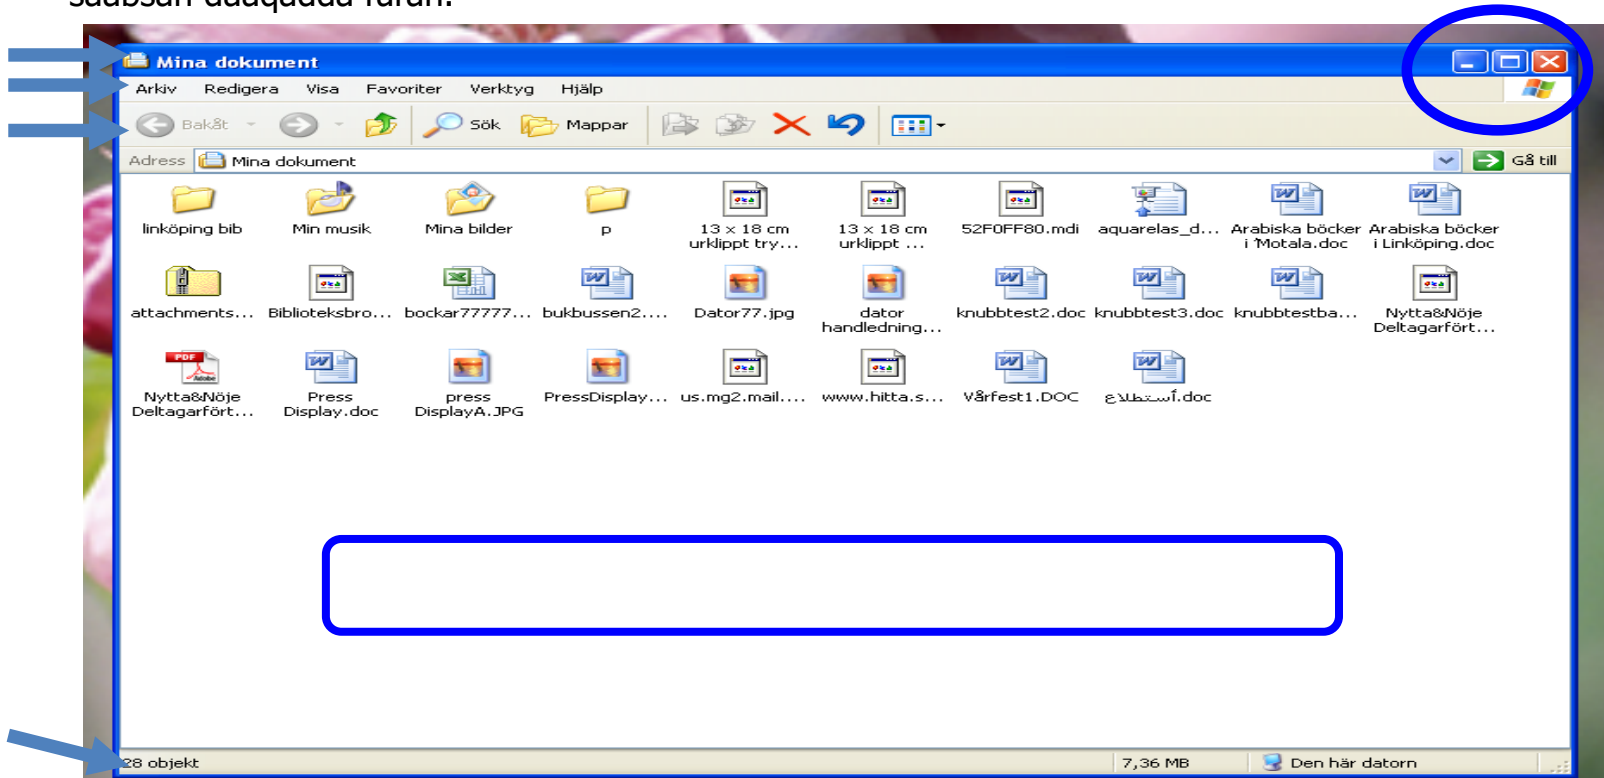 Mina dokument
Arkiv Redigera Visa Favoriter Verktyg Hjälp
Bakåt Sök Mappar
Adress Mina dokument Gå till
linköping bib Min musik Mina bilder p 13 x 18 cm 13 x 18 cm 52F0FF80.mdi aquarelas_d... Arabiska böcker Arabiska böcker
urklippt try... urklippt ... i Motala.doc i Linköping.doc
attachments... Biblioteksbro... bockar77777... bukbussen2.... Dator77.jpg dator knubbtest2.doc knubbtest3.doc knubbtestba... Nytta&Nöje
handledning... Deltagarfört...
PDF
Adobe
Nytta&Nöje Press press PressDisplay... us.mg2.mail.... www.hitta.s... Vårfest1.DOC أستطلاع.doc
Deltagarfört... Display.doc DisplayA.JPG
28 objekt 7,36 MB Den här datorn